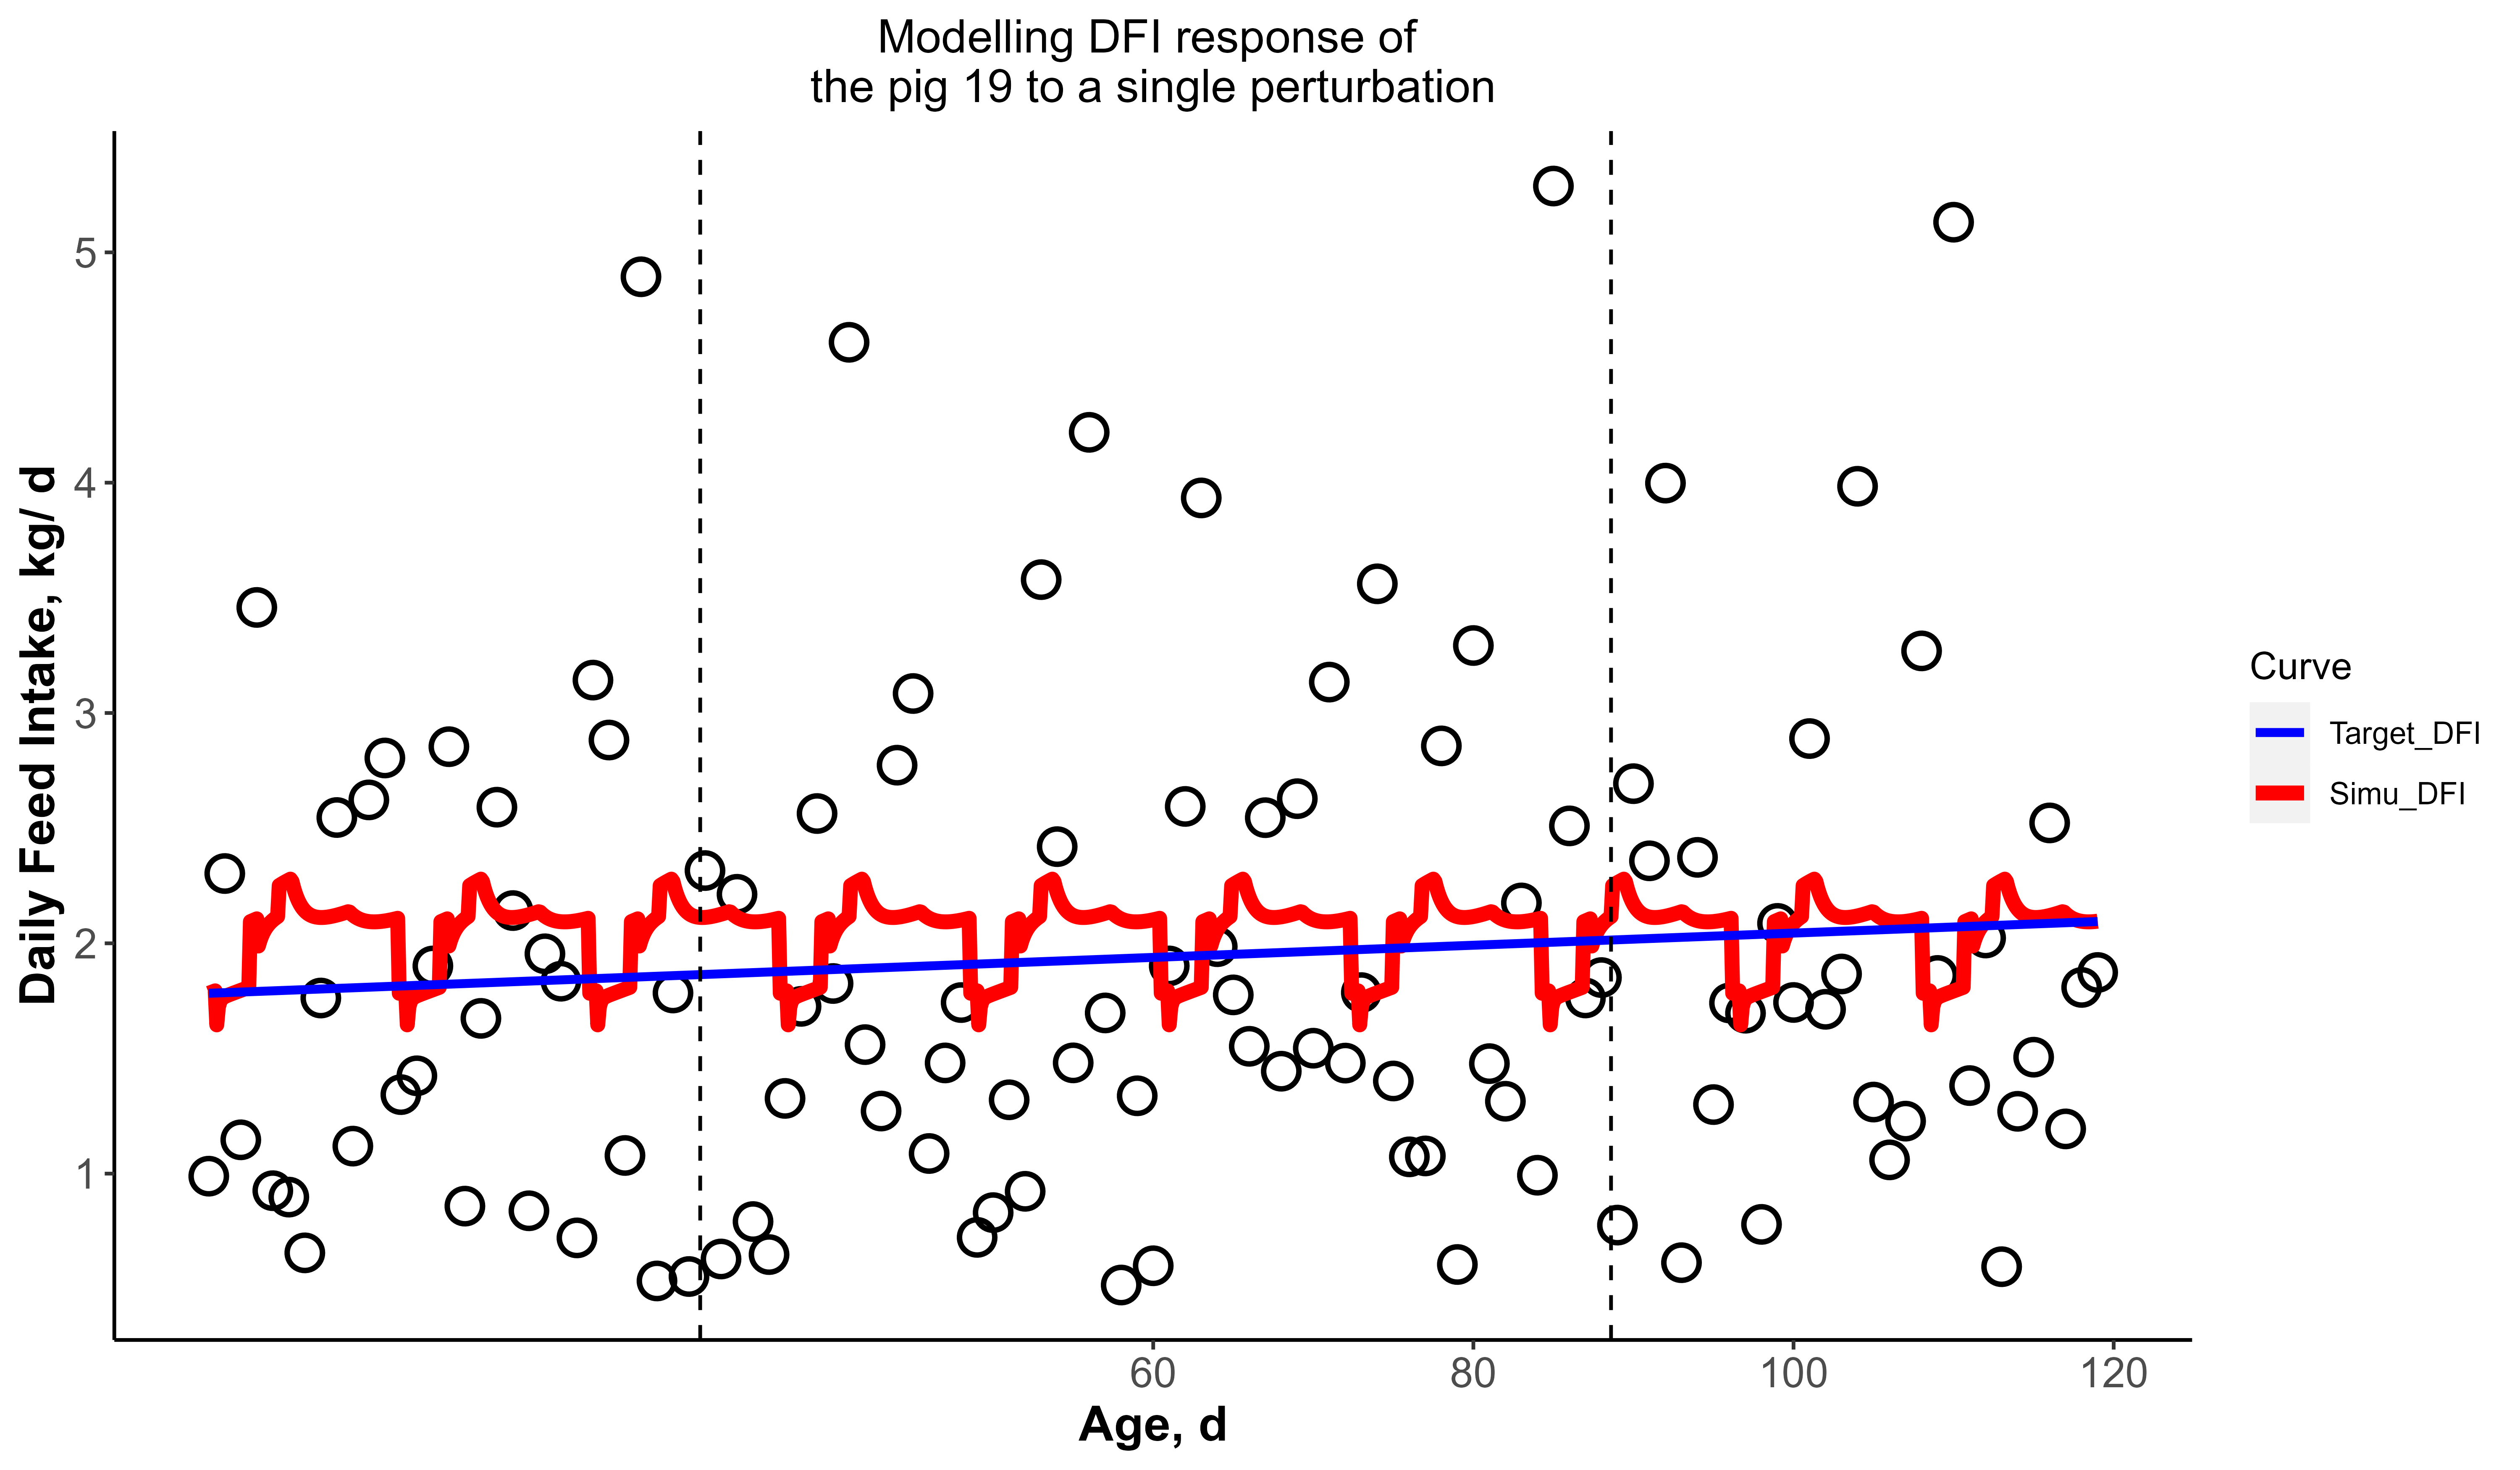 Modelling DFI response of
the pig 19 to a single perturbation
Daily Feed Intake, kg/ d
5
4
3
2
1
60
80
100
120
Age, d
Curve
Target_DFI
Simu_DFI